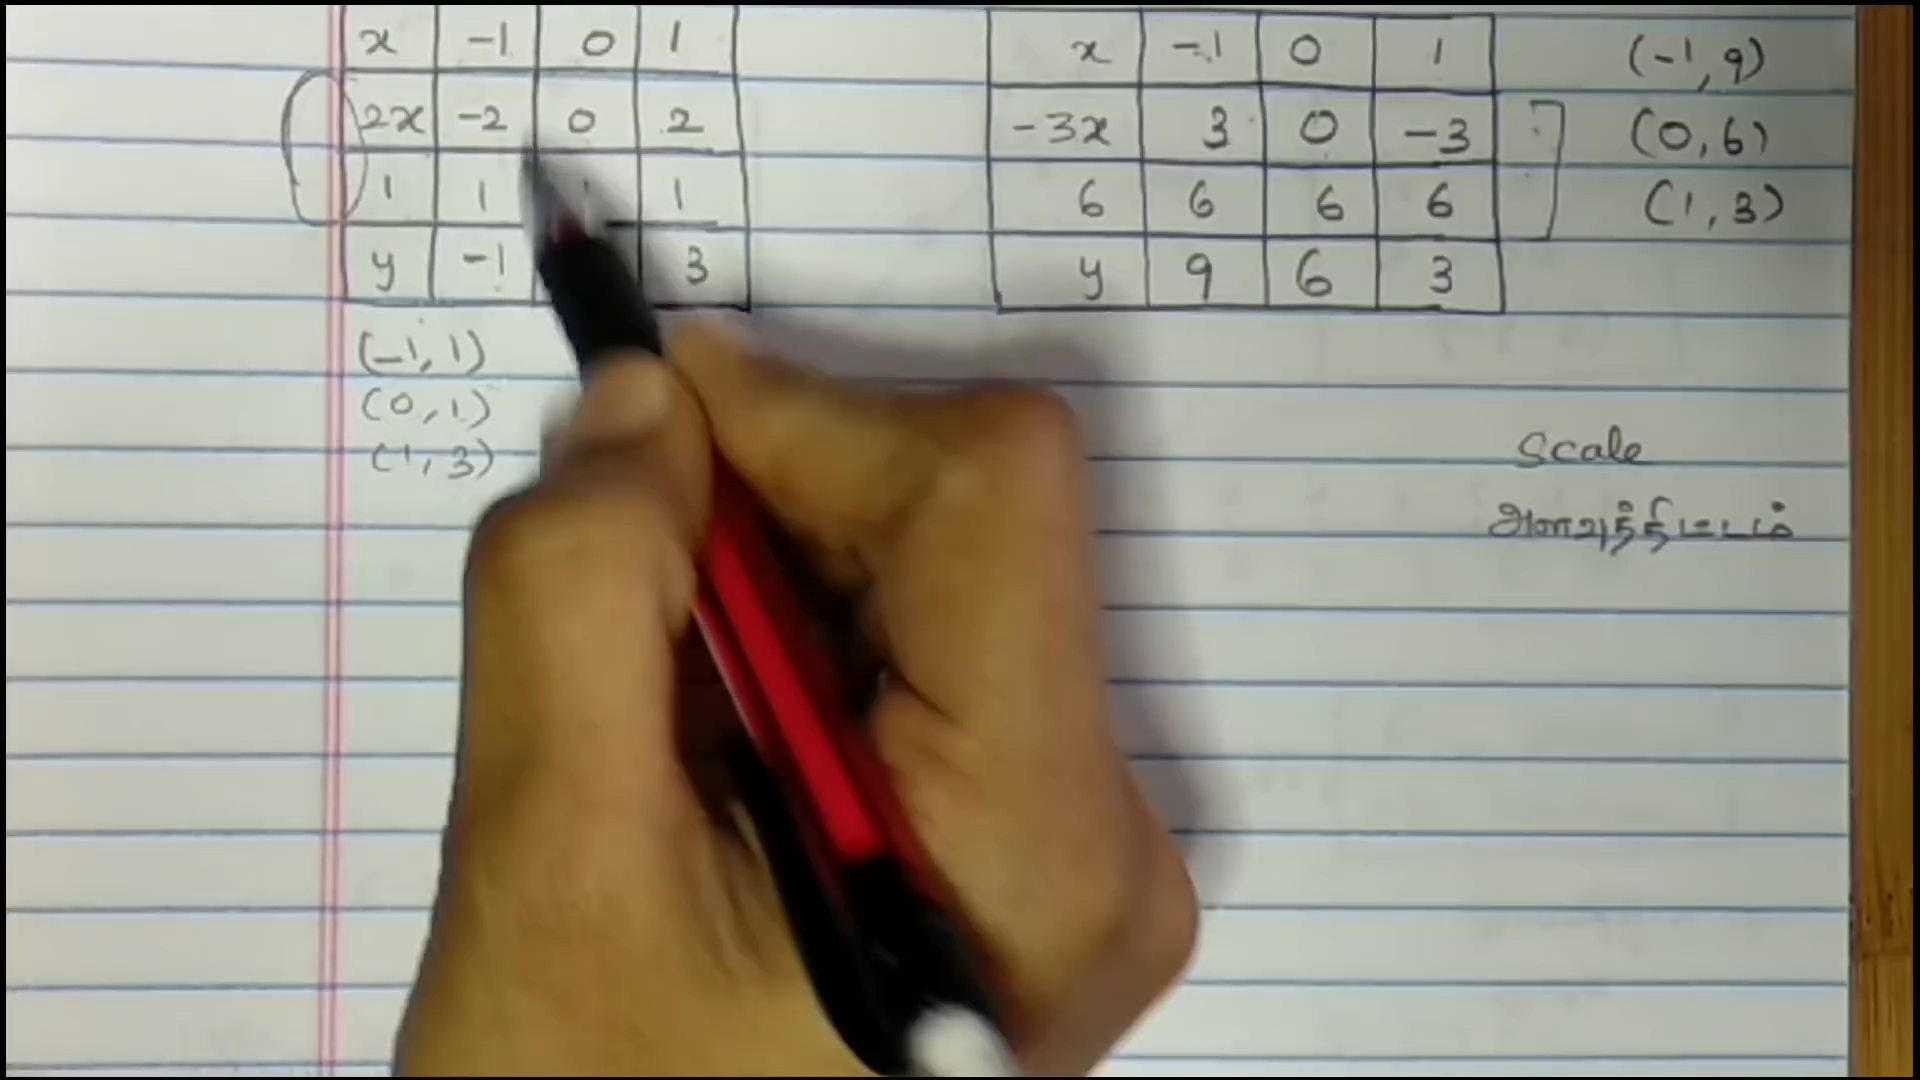 x -1 0 1
2x -2 0 2
1 1 1 1
y -1 3
(-1, 1)
(0, 1)
(1, 3)
x -1 0 1
-3x 3 0 -3
6 6 6 6
y 9 6 3
(-1, 9)
(0, 6)
(1, 3)
Scale
அளவுத்திட்டம்